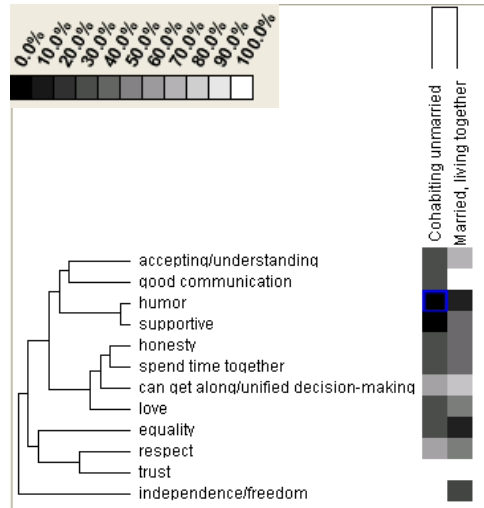 0.0%
10.0%
20.0%
30.0%
40.0%
50.0%
60.0%
70.0%
80.0%
90.0%
100.0%
Cohabiting unmarried
Married, living together
accepting/understanding
good communication
humor
supportive
honesty
spend time together
can get along/unified decision-making
love
equality
respect
trust
independence/freedom